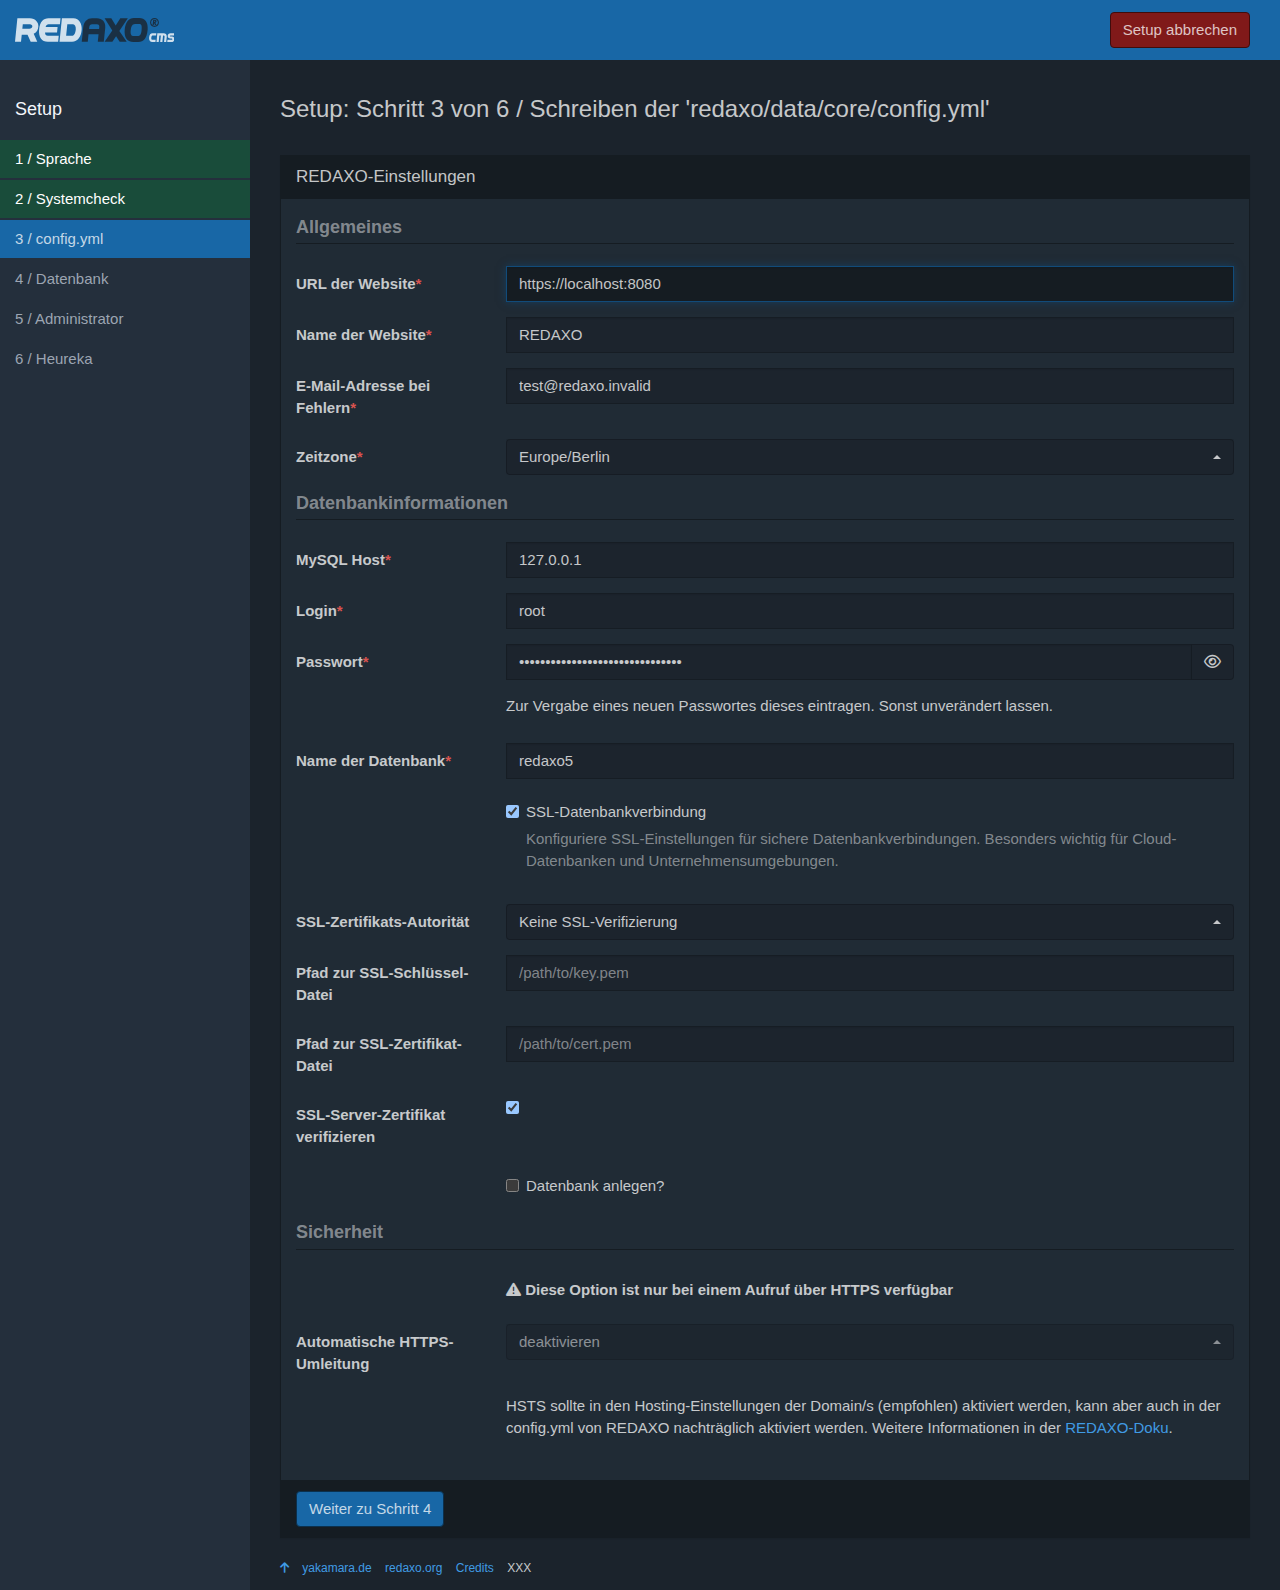 REDAXO® cms
Setup abbrechen
Setup
1 / Sprache
2 / Systemcheck
3 / config.yml
4 / Datenbank
5 / Administrator
6 / Heureka
Setup: Schritt 3 von 6 / Schreiben der 'redaxo/data/core/config.yml'
REDAXO-Einstellungen
Allgemeines
URL der Website*
https://localhost:8080
Name der Website*
REDAXO
E-Mail-Adresse bei
Fehlern*
test@redaxo.invalid
Zeitzone*
Europe/Berlin
Datenbankinformationen
MySQL Host*
127.0.0.1
Login*
root
Passwort*
•••••••••••••••••••••••••••••••
Zur Vergabe eines neuen Passwortes dieses eintragen. Sonst unverändert lassen.
Name der Datenbank*
redaxo5
SSL-Datenbankverbindung
Konfiguriere SSL-Einstellungen für sichere Datenbankverbindungen. Besonders wichtig für Cloud-
Datenbanken und Unternehmensumgebungen.
SSL-Zertifikats-Autorität
Keine SSL-Verifizierung
Pfad zur SSL-Schlüssel-
Datei
/path/to/key.pem
Pfad zur SSL-Zertifikat-
Datei
/path/to/cert.pem
SSL-Server-Zertifikat
verifizieren
Datenbank anlegen?
Sicherheit
Diese Option ist nur bei einem Aufruf über HTTPS verfügbar
Automatische HTTPS-
Umleitung
deaktivieren
HSTS sollte in den Hosting-Einstellungen der Domain/s (empfohlen) aktiviert werden, kann aber auch in der
config.yml von REDAXO nachträglich aktiviert werden. Weitere Informationen in der REDAXO-Doku.
Weiter zu Schritt 4
yakamara.de redaxo.org Credits XXX